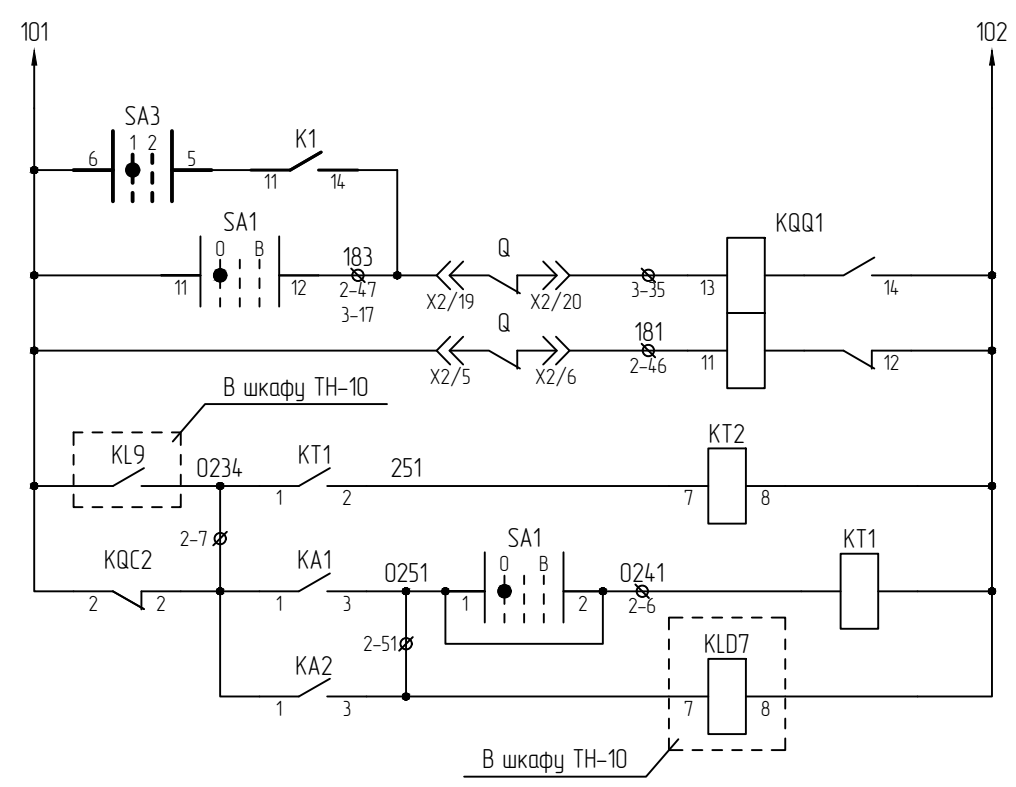 101
102
SA3
1 2
K1
6
5
11
14
SA1
O B
183
Q
KQQ1
11
12
2-47
X2/19
X2/20
3-35
13
14
3-17
Q
181
X2/5
X2/6
2-46
11
12
В шкафу ТН-10
KL9
0234
KT1
251
KT2
1
2
7
8
2-7
KQC2
KA1
0251
SA1
O B
0241
KT1
2
2
1
3
1
2
2-6
2-51
KA2
KLD7
1
3
7
8
В шкафу ТН-10